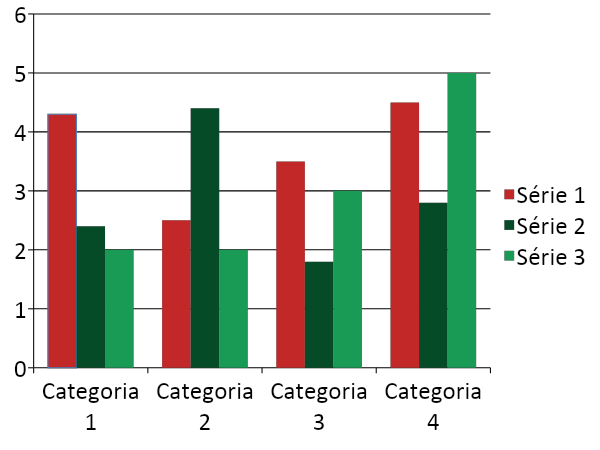 6
5
4
3
2
1
0
Categoria 1
Categoria 2
Categoria 3
Categoria 4
Série 1
Série 2
Série 3